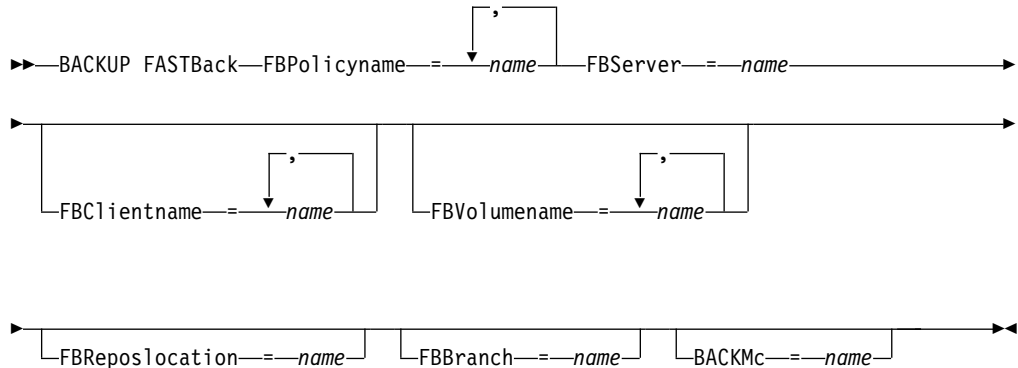 ,
BACKUP FASTBack FBPolicyname = name FBServer = name
, ,
FBClientname = name FBVolumename = name
FBReposlocation = name FBBranch = name BACKMc = name